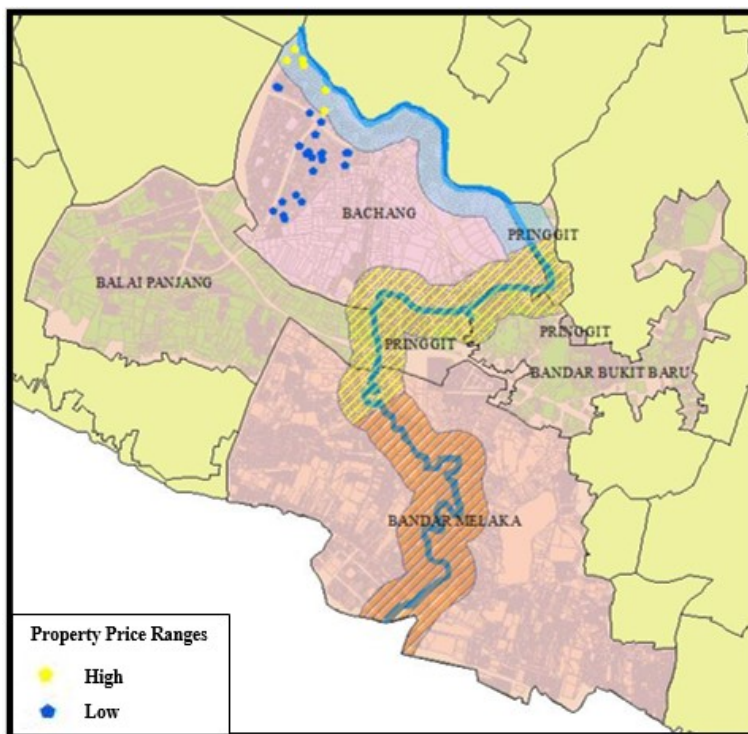 BACHANG
PRINGGIT
BALAI PANJANG
PRINGGIT
PRINGGIT
BANDAR BUKIT BARU
BANDAR MELAKA
Property Price Ranges
High
Low